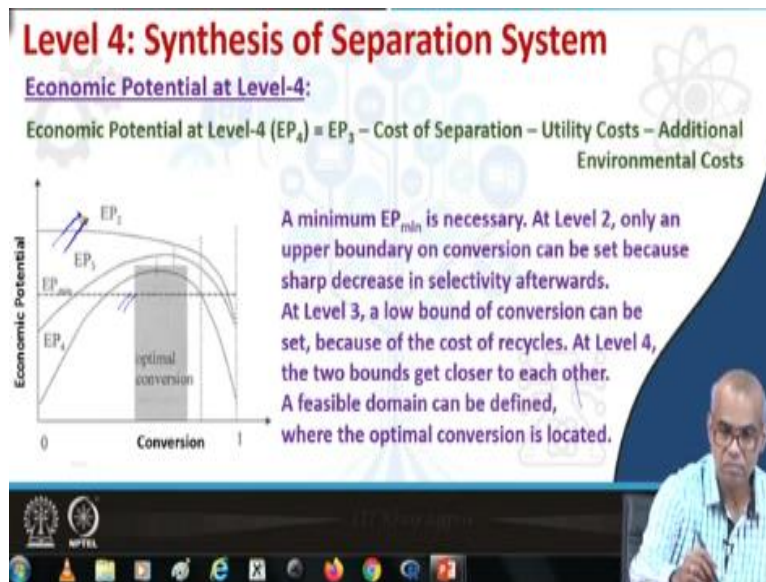 Level 4: Synthesis of Separation System
Economic Potential at Level-4:
Economic Potential at Level-4 (EP4) = EP3 – Cost of Separation – Utility Costs – Additional
Environmental Costs
EP2
EP3
EPmin
EP4
Economic Potential
optimal
conversion
0
Conversion
1
A minimum EPmin is necessary. At Level 2, only an
upper boundary on conversion can be set because
sharp decrease in selectivity afterwards.
At Level 3, a low bound of conversion can be
set, because of the cost of recycles. At Level 4,
the two bounds get closer to each other.
A feasible domain can be defined,
where the optimal conversion is located.
NPTEL